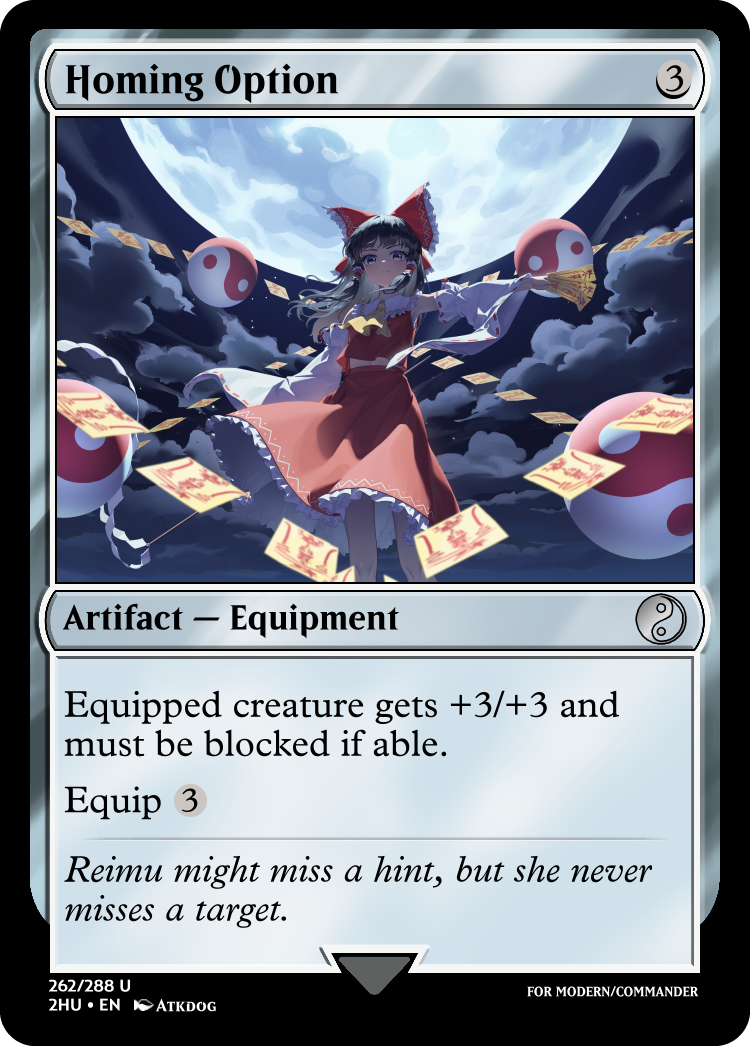 Homing Option 3
Artifact — Equipment
Equipped creature gets +3/+3 and
must be blocked if able.
Equip 3
Reimu might miss a hint, but she never
misses a target.
262/288 U
2HU • EN ATKDOG
FOR MODERN/COMMANDER